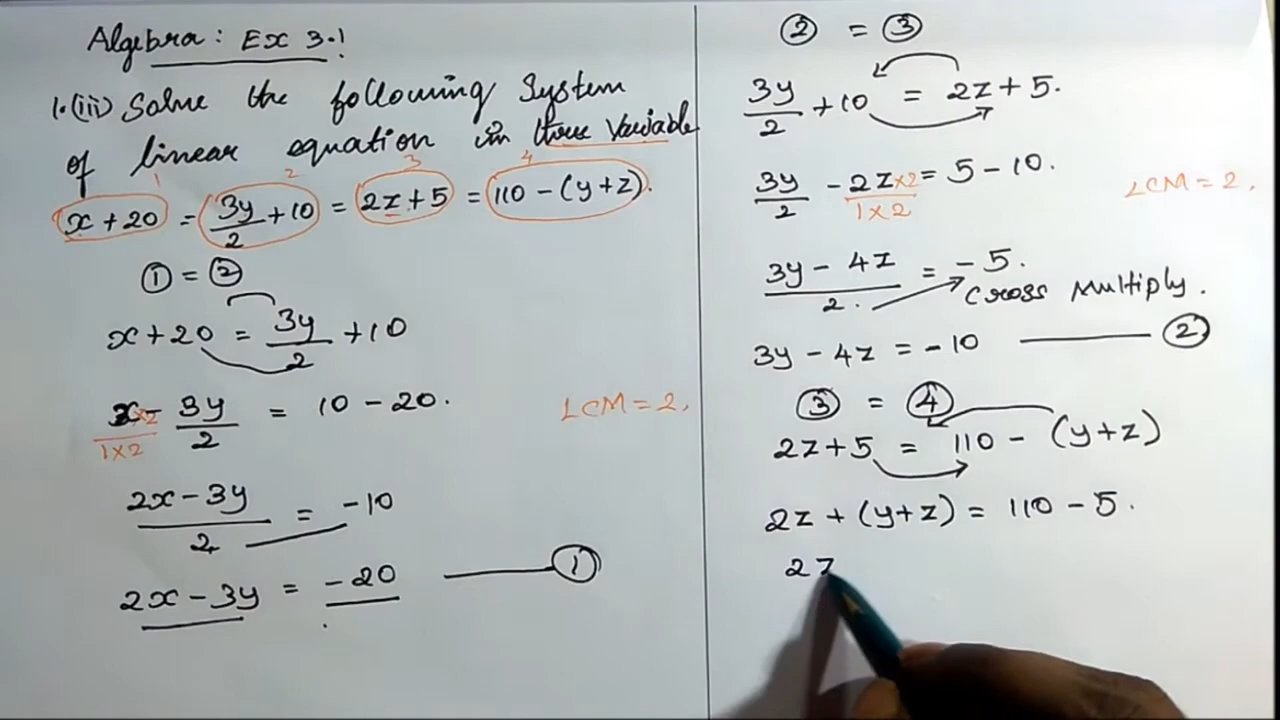 Algebra: Ex 3.1
1.(iii) Solve the following System
of linear equation in three Variable
1 2 3 4
x + 20 = 3y/2 + 10 = 2z + 5 = 110 - (y+z).
① = ②
x + 20 = 3y/2 + 10
x×2/1×2 - 3y/2 = 10 - 20. LCM = 2,
2x - 3y/2 = -10
2x - 3y = -20 ①
② = ③
3y/2 + 10 = 2z + 5.
3y/2 - 2z×2/1×2 = 5 - 10. LCM = 2,
3y - 4z/2. = -5. Cross Multiply.
3y - 4z = -10 ②
③ = ④
2z + 5 = 110 - (y+z)
2z + (y+z) = 110 - 5.
2z